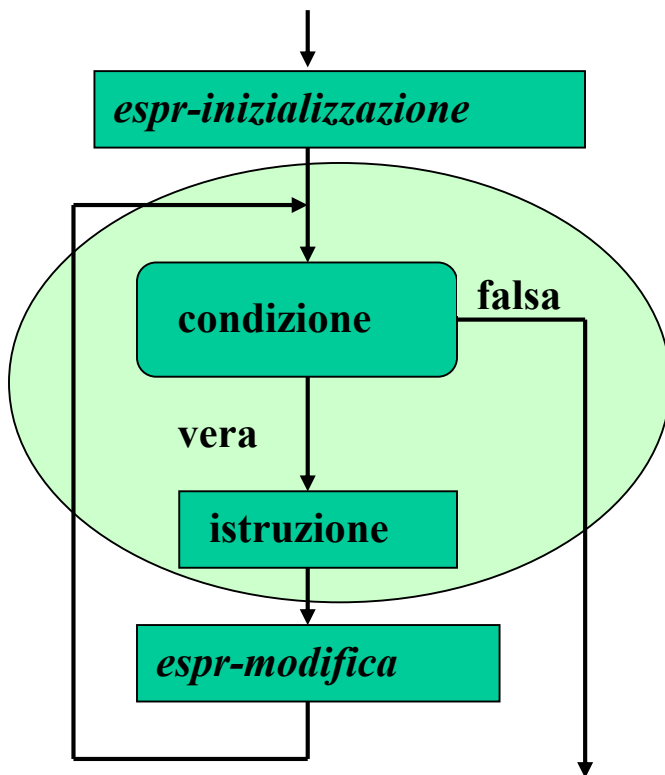 espr-inizializzazione
condizione
falsa
vera
istruzione
espr-modifica